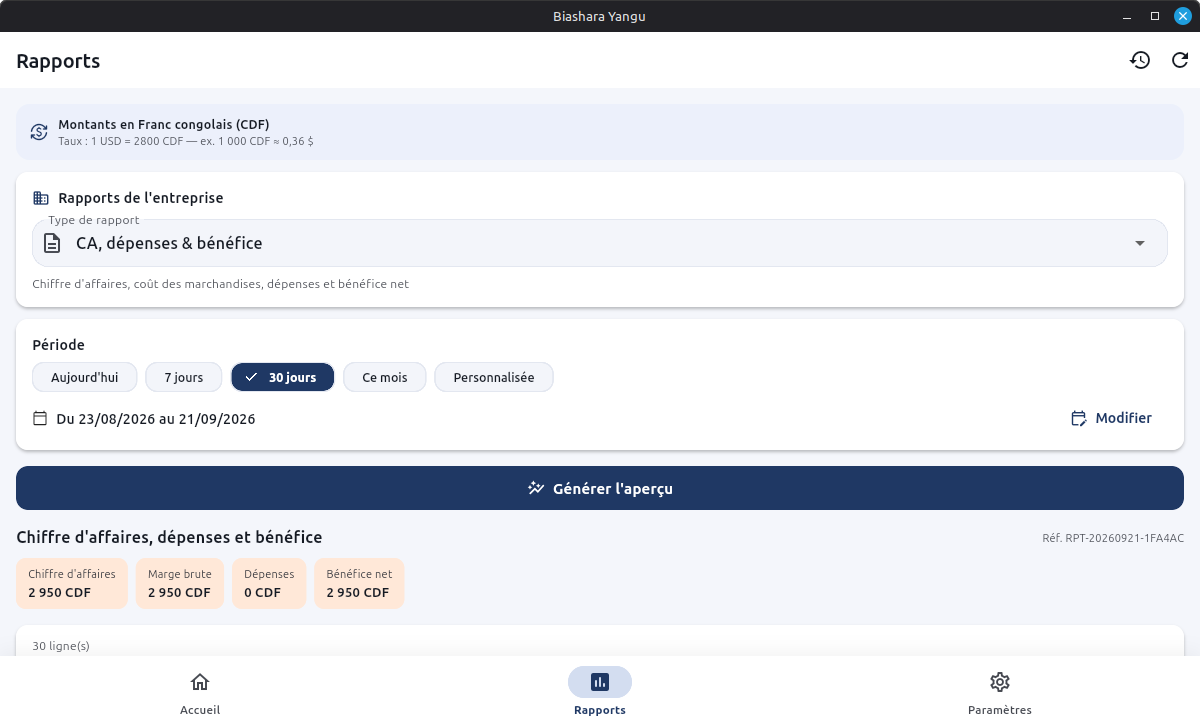 Biashara Yangu
Rapports
Montants en Franc congolais (CDF)
Taux : 1 USD = 2800 CDF — ex. 1 000 CDF ≈ 0,36 $
Rapports de l'entreprise
Type de rapport
CA, dépenses & bénéfice
Chiffre d'affaires, coût des marchandises, dépenses et bénéfice net
Période
Aujourd'hui
7 jours
30 jours
Ce mois
Personnalisée
Du 23/08/2026 au 21/09/2026
Modifier
Générer l'aperçu
Chiffre d'affaires, dépenses et bénéfice
Réf. RPT-20260921-1FA4AC
Chiffre d'affaires
2 950 CDF
Marge brute
2 950 CDF
Dépenses
0 CDF
Bénéfice net
2 950 CDF
30 ligne(s)
Accueil
Rapports
Paramètres